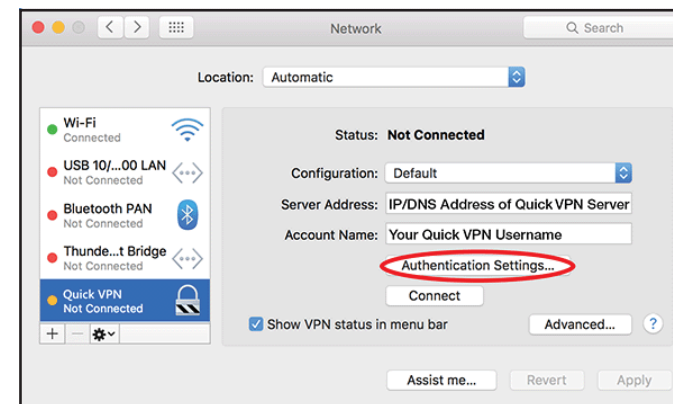 Network
Search
Location: Automatic
Wi-Fi
Connected
USB 10/...00 LAN
Not Connected
Bluetooth PAN
Not Connected
Thunde...t Bridge
Not Connected
Quick VPN
Not Connected
Status: Not Connected
Configuration: Default
Server Address: IP/DNS Address of Quick VPN Server
Account Name: Your Quick VPN Username
Authentication Settings...
Connect
Show VPN status in menu bar
Advanced... ?
Assist me... Revert Apply